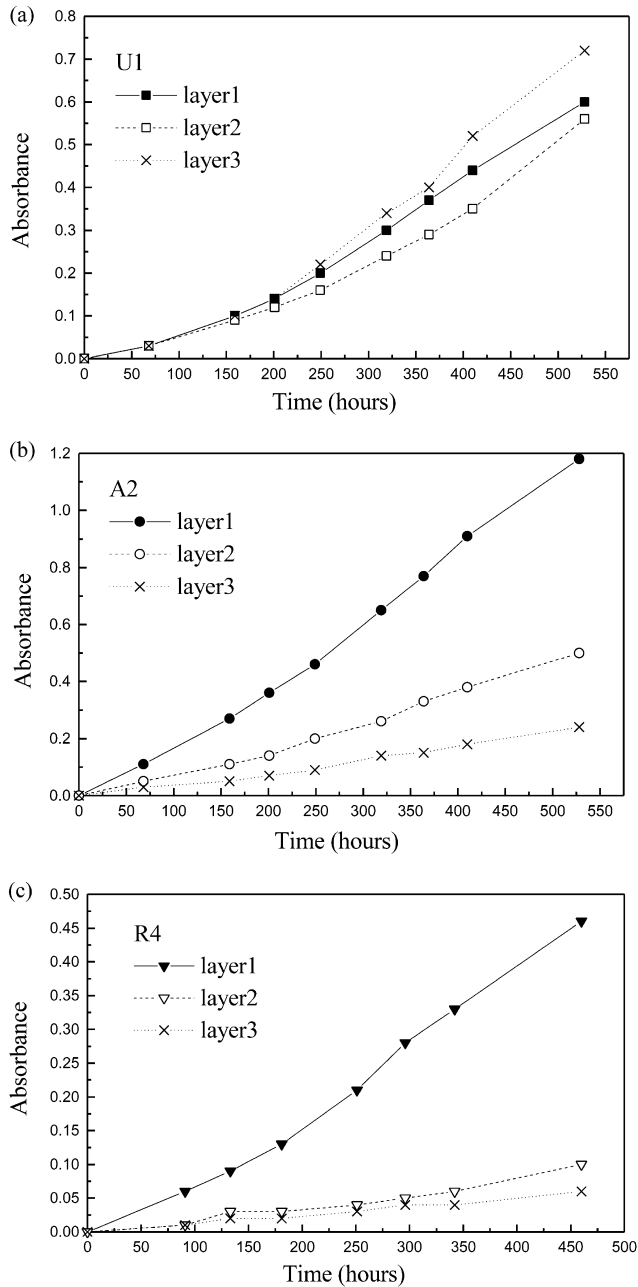 (a)
0.8
0.7
0.6
0.5
0.4
0.3
0.2
0.1
0.0
Absorbance
U1
layer1
layer2
layer3
0 50 100 150 200 250 300 350 400 450 500 550
Time (hours)
(b)
1.2
1.0
0.8
0.6
0.4
0.2
0.0
Absorbance
A2
layer1
layer2
layer3
0 50 100 150 200 250 300 350 400 450 500 550
Time (hours)
(c)
0.50
0.45
0.40
0.35
0.30
0.25
0.20
0.15
0.10
0.05
0.00
Absorbance
R4
layer1
layer2
layer3
0 50 100 150 200 250 300 350 400 450 500
Time (hours)